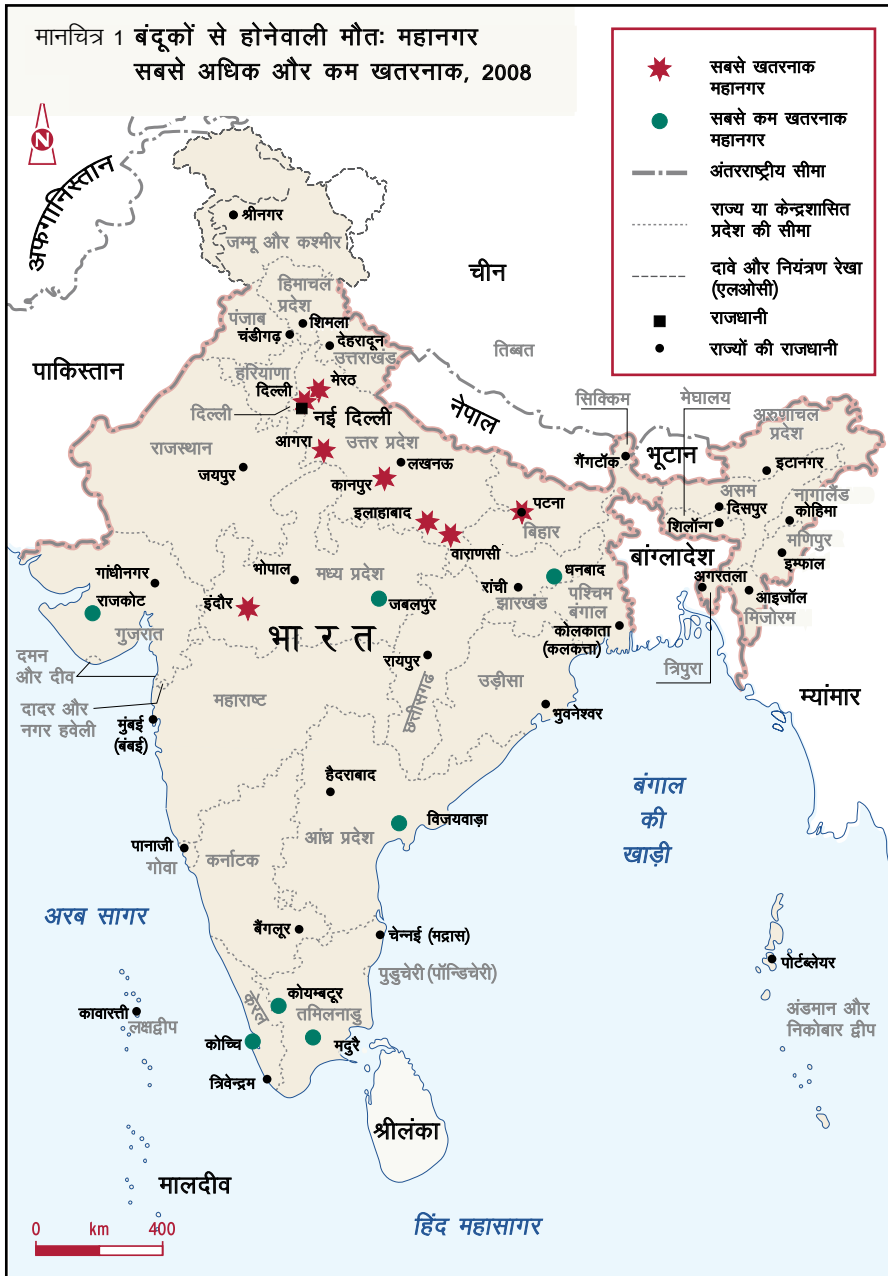 मानचित्र 1 बंदूकों से होनेवाली मौतः महानगर
सबसे अधिक और कम खतरनाक, 2008
सबसे खतरनाक
महानगर
सबसे कम खतरनाक
महानगर
अंतरराष्ट्रीय सीमा
राज्य या केन्द्रशासित
प्रदेश की सीमा
दावे और नियंत्रण रेखा
(एलओसी)
राजधानी
राज्यों की राजधानी
N
अफगानिस्तान
श्रीनगर
जम्मू और कश्मीर
चीन
हिमाचल
प्रदेश
पंजाब
शिमला
चंडीगढ़
देहरादून
उत्तराखंड
तिब्बत
पाकिस्तान
हरियाणा
दिल्ली
मेरठ
दिल्ली
नई दिल्ली
नेपाल
सिक्किम
मेघालय
अरुणाचल
प्रदेश
राजस्थान
आगरा
उत्तर प्रदेश
भूटान
जयपुर
लखनऊ
गैंगटॉक
इटानगर
कानपुर
असम
नागालैंड
इलाहाबाद
पटना
दिसपुर
कोहिमा
वाराणसी
बिहार
शिलॉन्ग
मणिपुर
बांग्लादेश
इम्फाल
गांधीनगर
भोपाल
मध्य प्रदेश
धनबाद
अगरतला
राजकोट
इंदौर
जबलपुर
रांची
झारखंड
पश्चिम
बंगाल
आइजॉल
मिजोरम
गुजरात
भारत
कोलकाता
(कलकत्ता)
दमन
और दीव
रायपुर
त्रिपुरा
उड़ीसा
छत्तीसगढ़
दादर और
नगर हवेली
महाराष्ट
म्यांमार
मुंबई
(बंबई)
भुवनेश्वर
हैदराबाद
बंगाल
की
खाड़ी
आंध्र प्रदेश
विजयवाड़ा
पानाजी
गोवा
कर्नाटक
अरब सागर
बैंगलूर
चेन्नई (मद्रास)
पुडुचेरी (पॉन्डिचेरी)
पोर्टब्लेयर
कोयम्बटूर
केरल
तमिलनाडु
कावारत्ती
लक्षद्वीप
अंडमान और
निकोबार द्वीप
कोच्चि
मदुरै
त्रिवेन्द्रम
श्रीलंका
मालदीव
हिंद महासागर
0 km 400